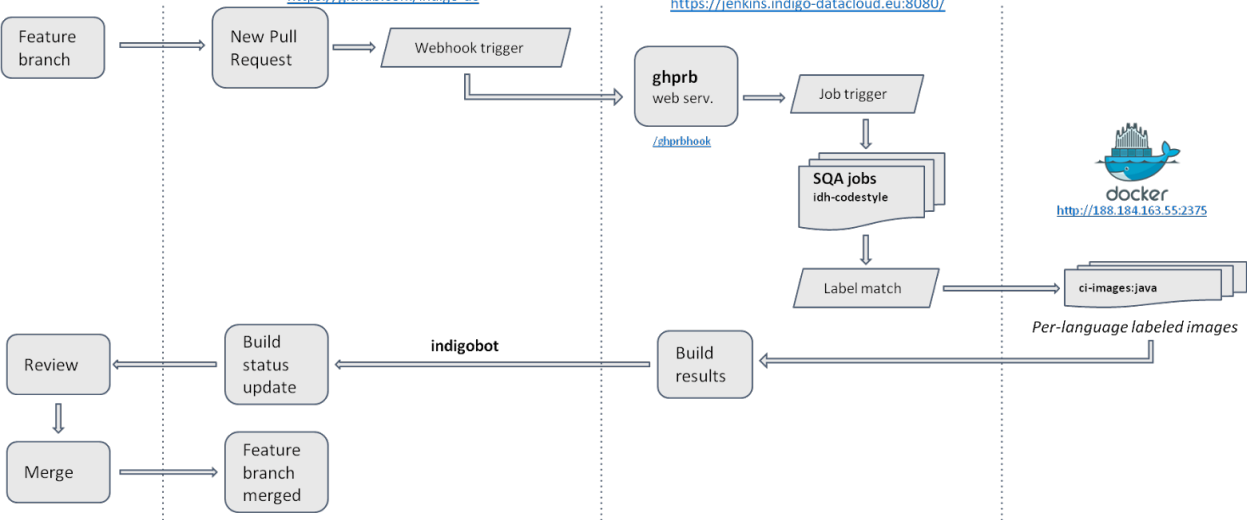 https://jenkins.indigo-datacloud.eu:8080/
Feature
branch
New Pull
Request
Webhook trigger
ghprb
web serv.
/ghprbhook
Job trigger
SQA jobs
idh-codestyle
docker
http://188.184.163.55:2375
Label match
ci-images:java
Per-language labeled images
Review
Build
status
update
indigobot
Build
results
Merge
Feature
branch
merged